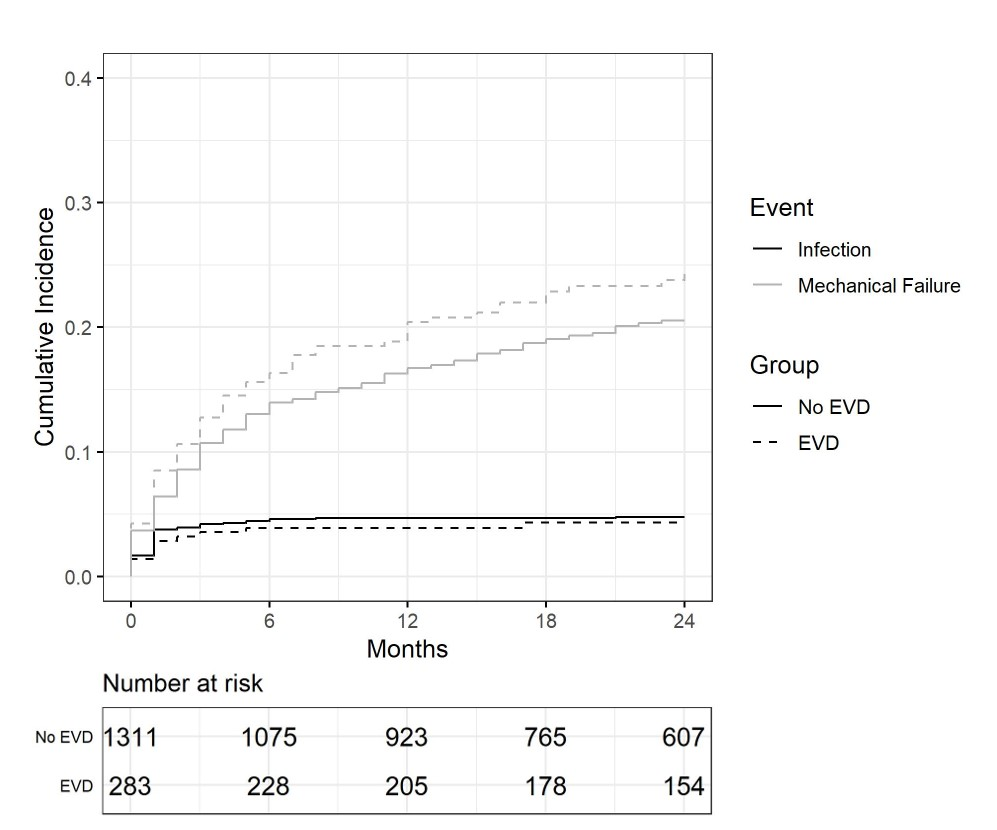 0.4
0.3
0.2
0.1
0.0
Cumulative Incidence
0 6 12 18 24
Months
Event
Infection
Mechanical Failure
Group
No EVD
EVD
Number at risk
No EVD 1311 1075 923 765 607
EVD 283 228 205 178 154